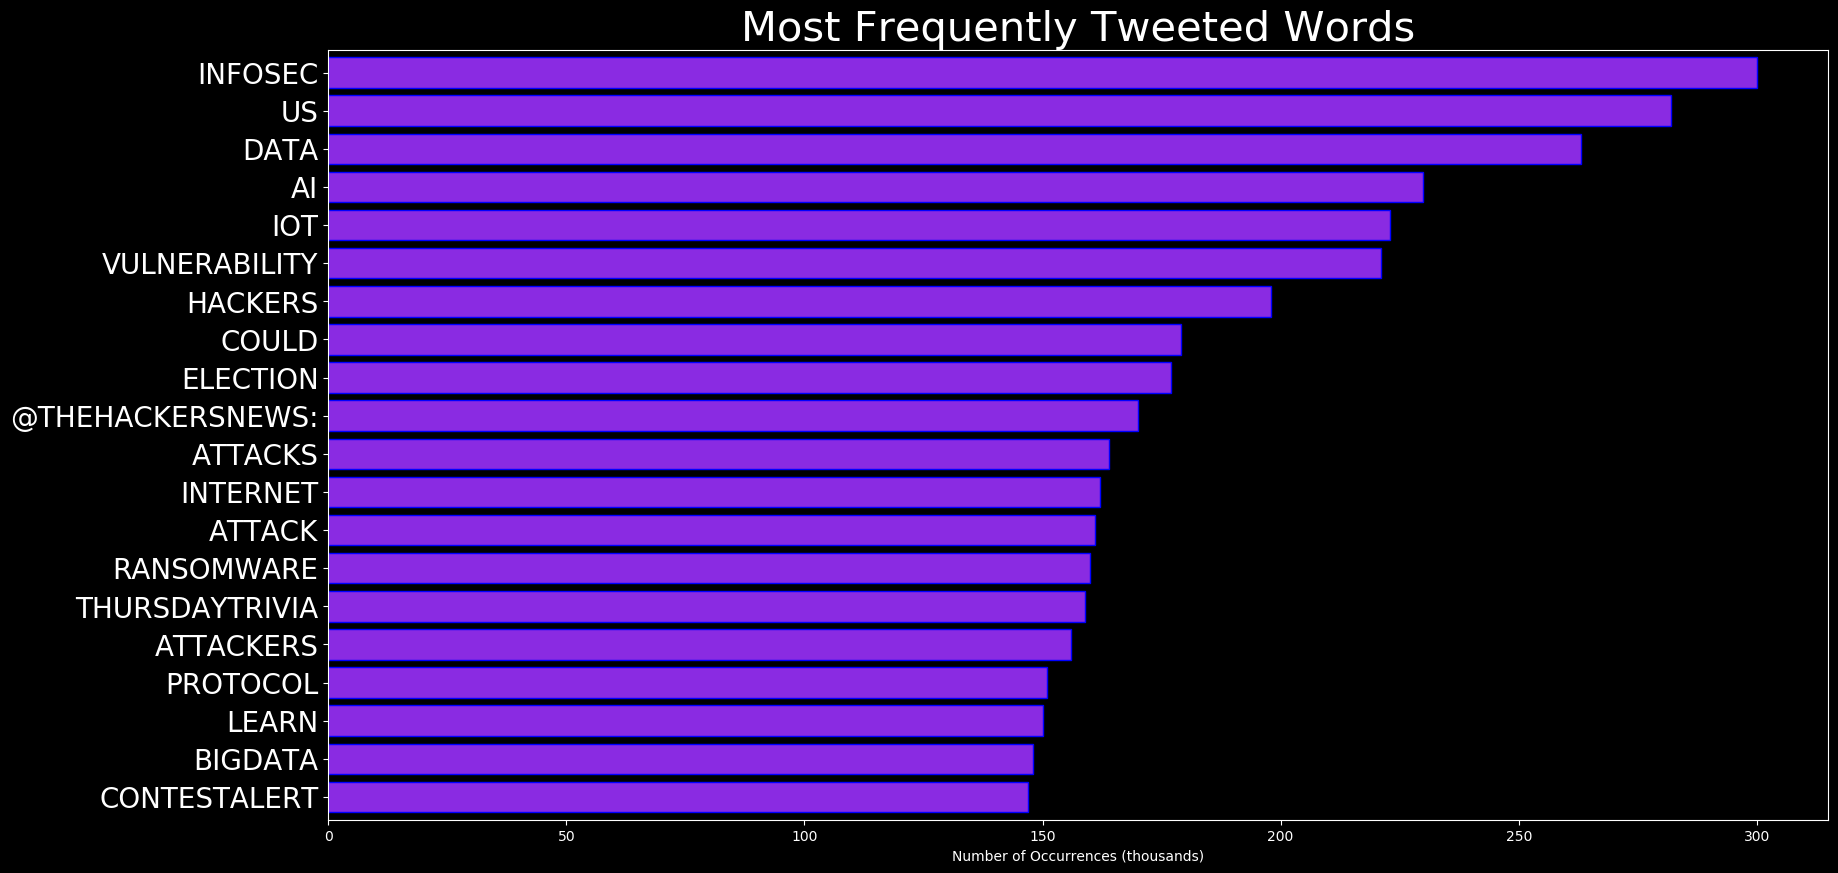 Most Frequently Tweeted Words
INFOSEC
US
DATA
AI
IOT
VULNERABILITY
HACKERS
COULD
ELECTION
@THEHACKERSNEWS:
ATTACKS
INTERNET
ATTACK
RANSOMWARE
THURSDAYTRIVIA
ATTACKERS
PROTOCOL
LEARN
BIGDATA
CONTESTALERT
0 50 100 150 200 250 300
Number of Occurrences (thousands)